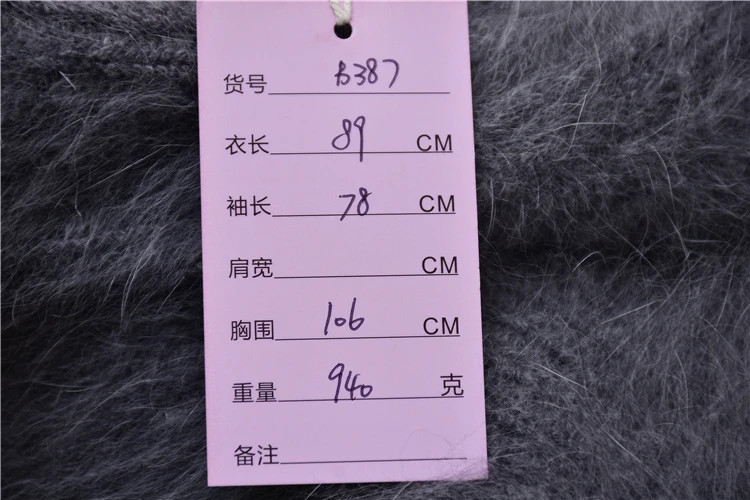 货号 B387
衣长 89 CM
袖长 78 CM
肩宽 CM
胸围 106 CM
重量 940 克
备注